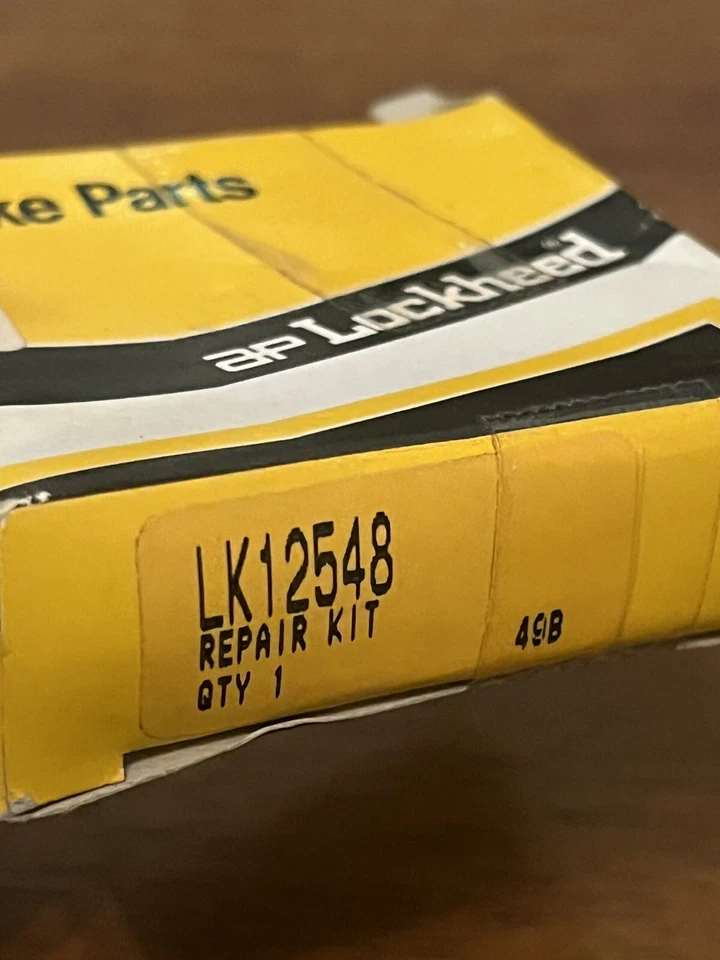 ke Parts
ap Lockheed®
LK12548
REPAIR KIT
QTY 1
49B